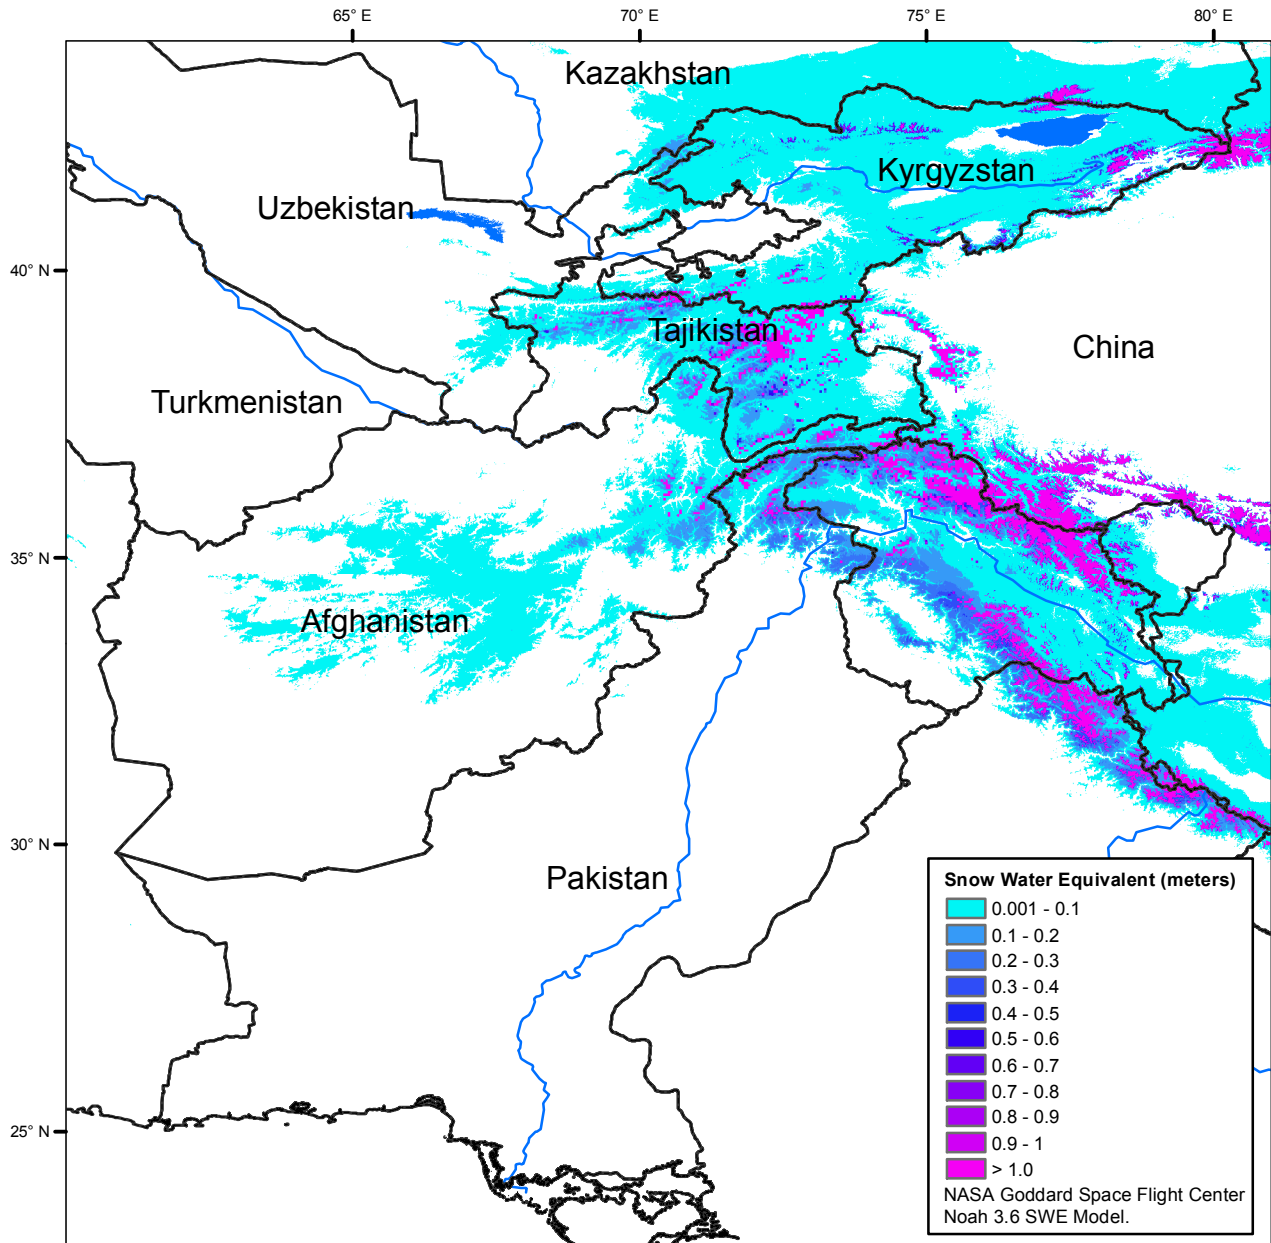 65° E
70° E
75° E
80° E
Kazakhstan
Kyrgyzstan
Uzbekistan
40° N
Tajikistan
China
Turkmenistan
35° N
Afghanistan
30° N
Pakistan
25° N
Snow Water Equivalent (meters)
0.001 - 0.1
0.1 - 0.2
0.2 - 0.3
0.3 - 0.4
0.4 - 0.5
0.5 - 0.6
0.6 - 0.7
0.7 - 0.8
0.8 - 0.9
0.9 - 1
> 1.0
NASA Goddard Space Flight Center
Noah 3.6 SWE Model.